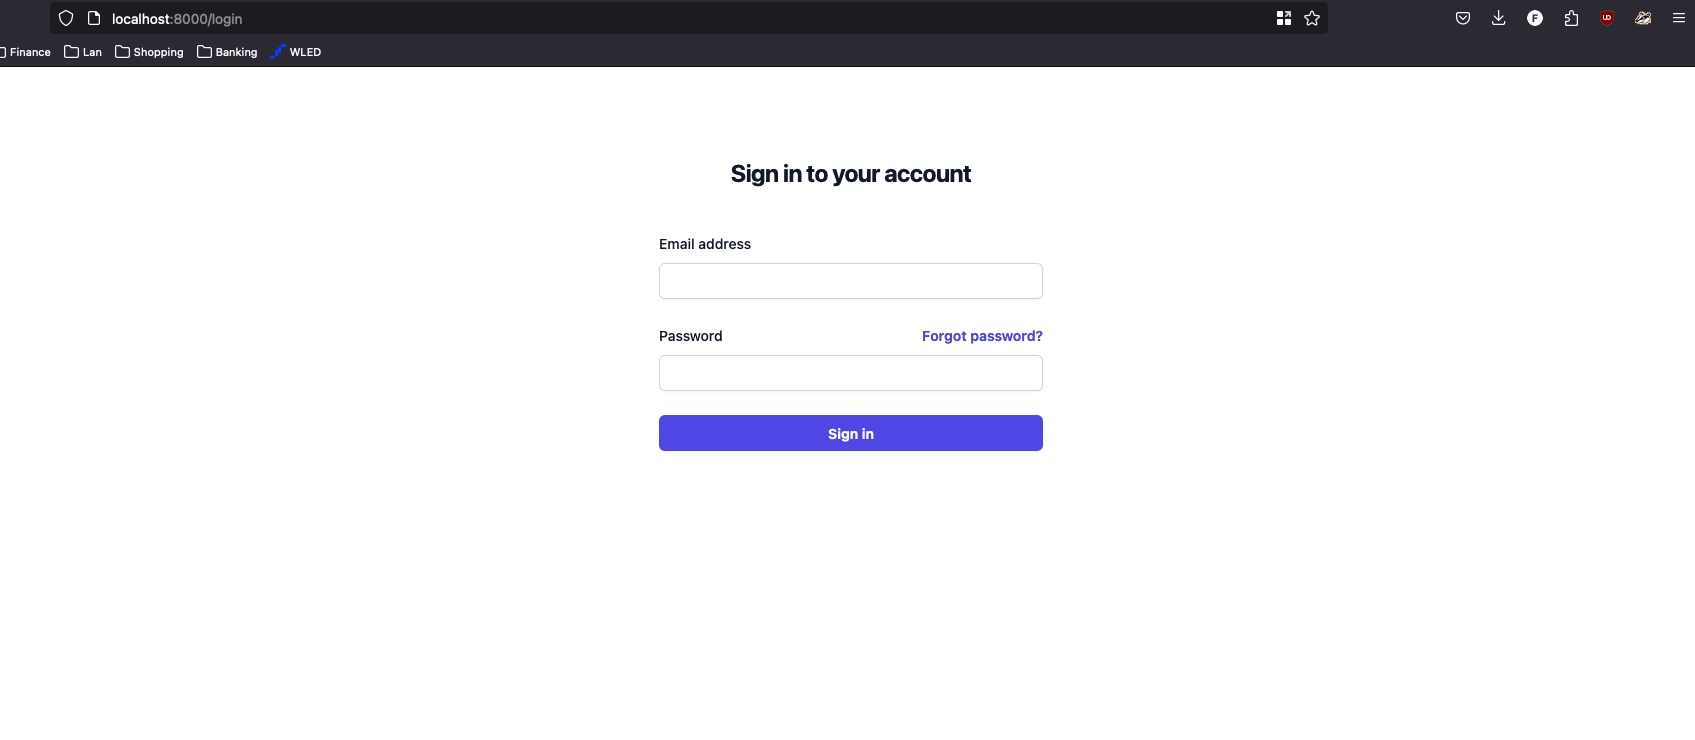 localhost:8000/login
F
UD
Finance Lan Shopping Banking WLED
Sign in to your account
Email address
Password Forgot password?
Sign in